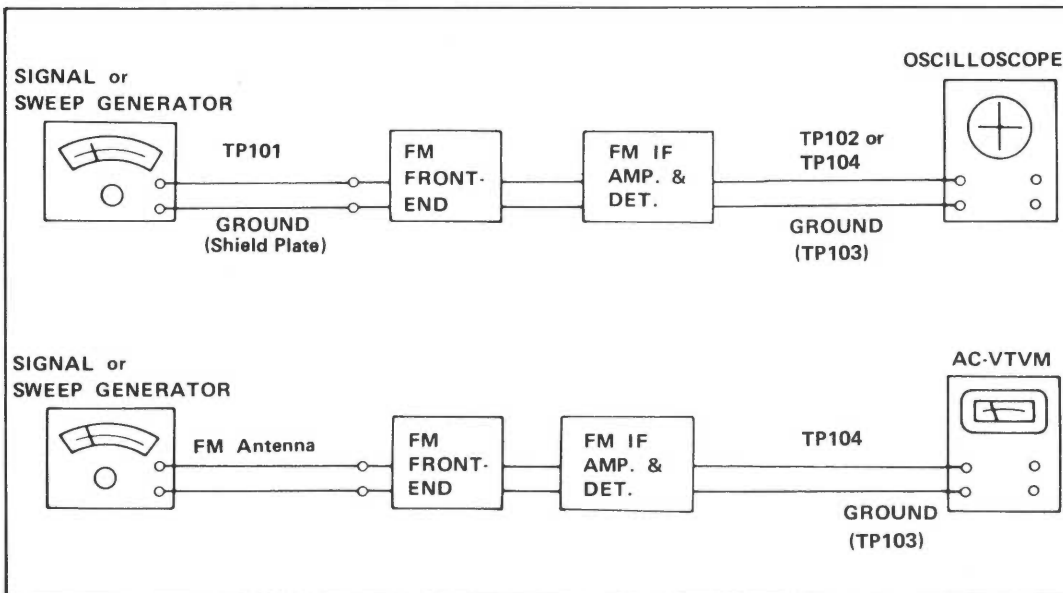 SIGNAL or
SWEEP GENERATOR
TP101
GROUND
(Shield Plate)
FM
FRONT-
END
FM IF
AMP. &
DET.
TP102 or
TP104
GROUND
(TP103)
OSCILLOSCOPE
SIGNAL or
SWEEP GENERATOR
FM Antenna
FM
FRONT-
END
FM IF
AMP. &
DET.
TP104
GROUND
(TP103)
AC-VTVM